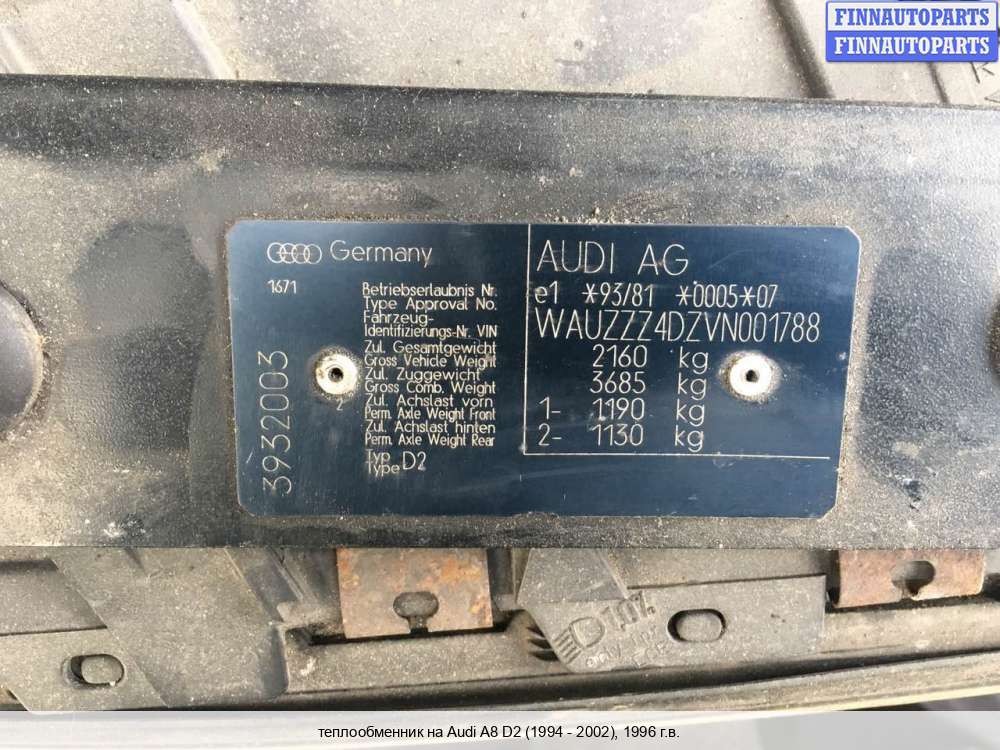 FINNAUTOPARTS
FINNAUTOPARTS
Germany
1671
Betriebserlaubnis Nr.
Type Approval No.
Fahrzeug-
Identifizierungs-Nr. VIN
Zul. Gesamtgewicht
Gross Vehicle Weight
Zul. Zuggewicht
Gross Comb. Weight
Zul. Achslast vorn
Perm. Axle Weight Front
Zul. Achslast hinten
Perm. Axle Weight Rear
Typ
Type D2
3932003
AUDI AG
e1 *93/81 *0005*07
WAUZZZ4DZVN001788
2160 kg
3685 kg
1- 1190 kg
2- 1130 kg
теплообменник на Audi A8 D2 (1994 - 2002), 1996 г.в.